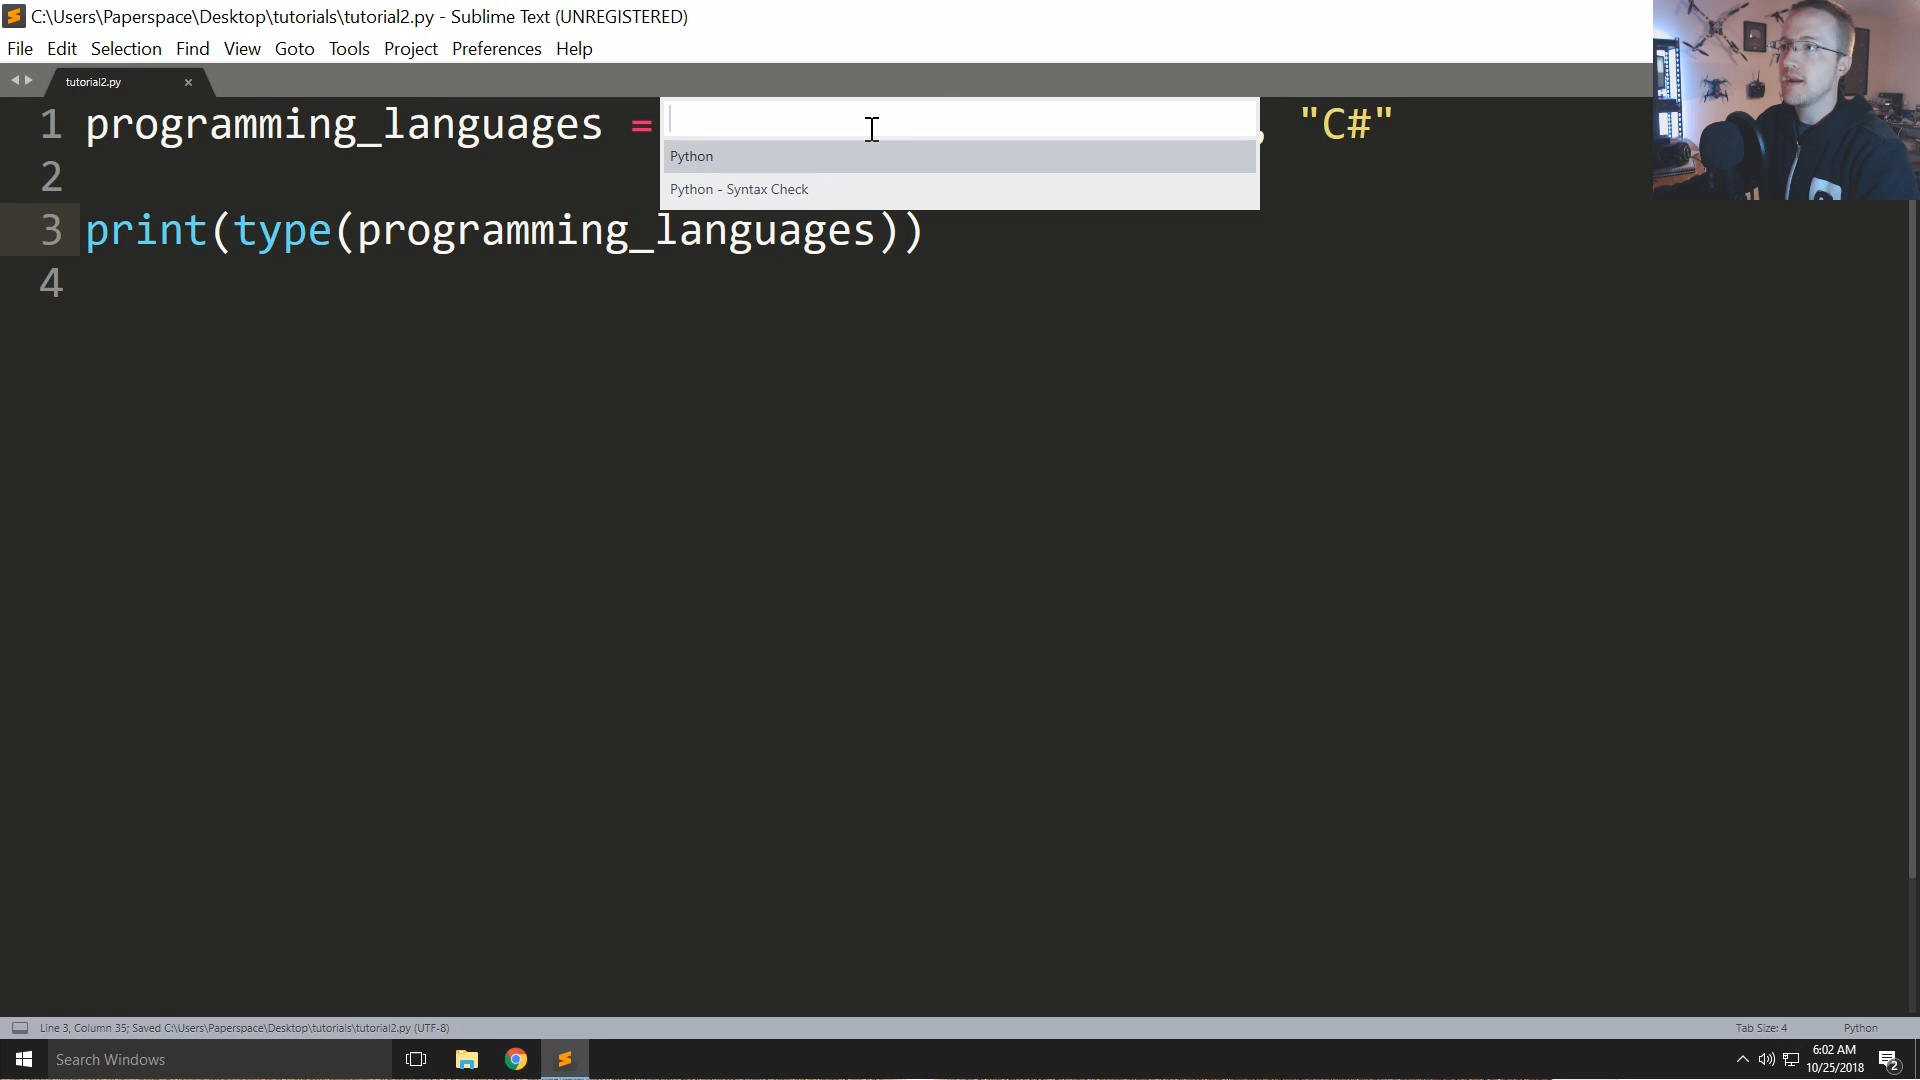 C:\Users\Paperspace\Desktop\tutorials\tutorial2.py - Sublime Text (UNREGISTERED)
File Edit Selection Find View Goto Tools Project Preferences Help
tutorial2.py
1 programming_languages = , "C#"
Python
Python - Syntax Check
2
3 print(type(programming_languages))
4
Line 3, Column 35; Saved C:\Users\Paperspace\Desktop\tutorials\tutorial2.py (UTF-8)
Tab Size: 4
Python
Search Windows
6:02 AM
10/25/2018
2